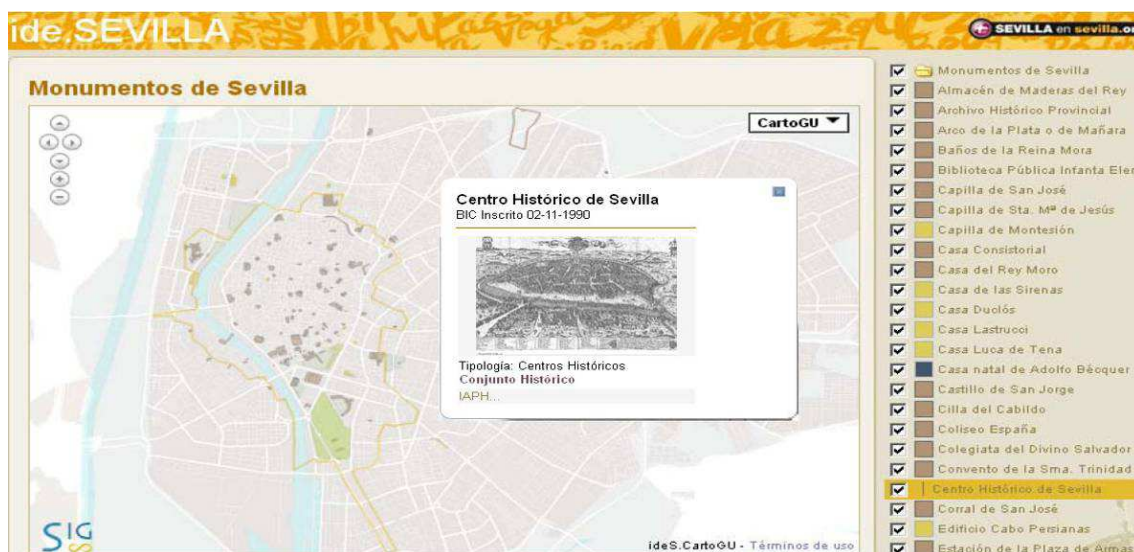 ide.SEVILLA
SEVILLA en sevilla.or
Monumentos de Sevilla
CartoGU
Centro Histórico de Sevilla
BIC Inscrito 02-11-1990
Tipología: Centros Históricos
Conjunto Histórico
IAPH...
SIG
S
ideS.CartoGU - Términos de uso
Monumentos de Sevilla
Almacén de Maderas del Rey
Archivo Histórico Provincial
Arco de la Plata o de Mañara
Baños de la Reina Mora
Biblioteca Pública Infanta Eler
Capilla de San José
Capilla de Sta. Mª de Jesús
Capilla de Montesión
Casa Consistorial
Casa del Rey Moro
Casa de las Sirenas
Casa Duclós
Casa Lastrucci
Casa Luca de Tena
Casa natal de Adolfo Bécquer
Castillo de San Jorge
Cilla del Cabildo
Coliseo España
Colegiata del Divino Salvador
Convento de la Sma. Trinidad
Centro Histórico de Sevilla
Corral de San José
Edificio Cabo Persianas
Estación de la Plaza de Armas